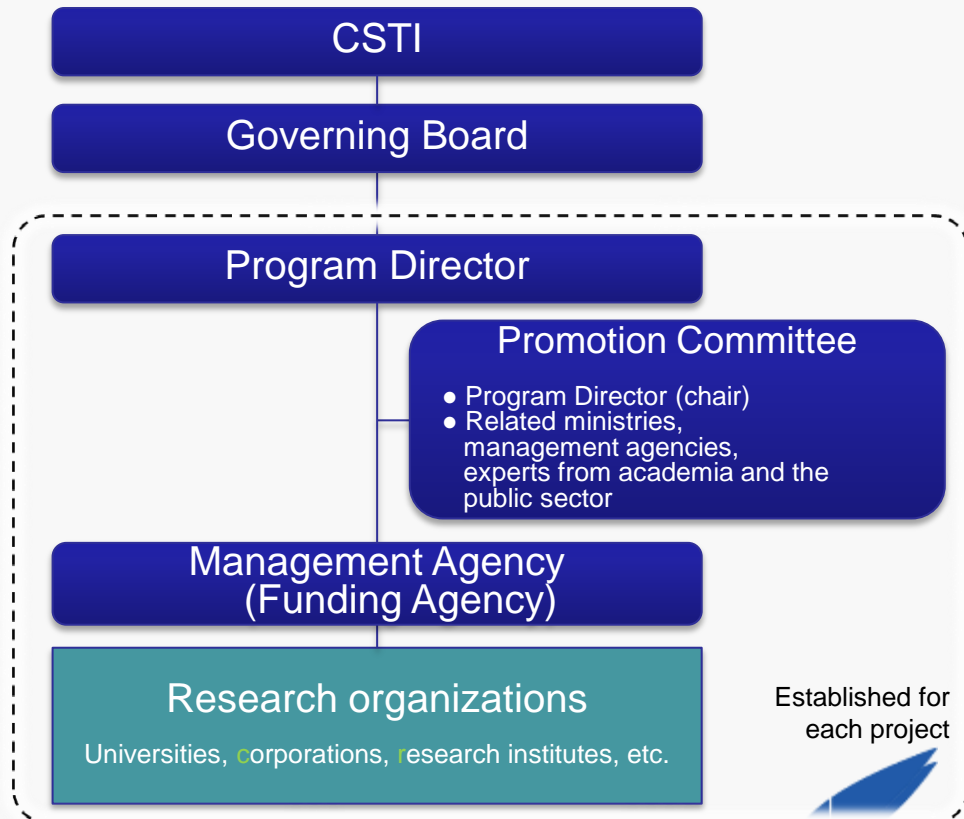 CSTI
Governing Board
Program Director
Promotion Committee
● Program Director (chair)
● Related ministries,
management agencies,
experts from academia and the
public sector
Management Agency
(Funding Agency)
Research organizations
Universities, corporations, research institutes, etc.
Established for
each project